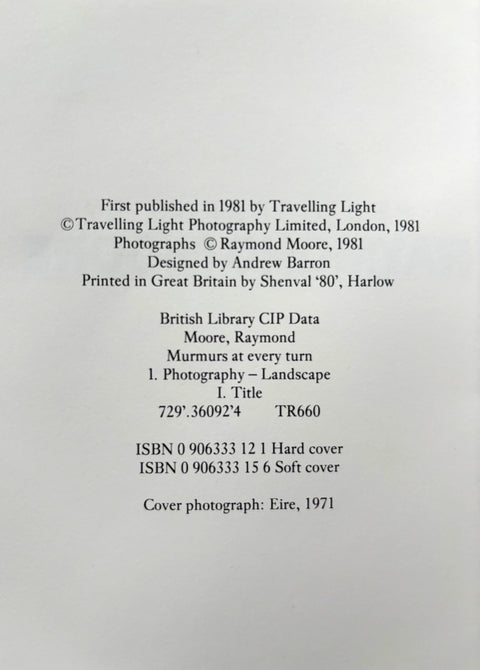 First published in 1981 by Travelling Light
©Travelling Light Photography Limited, London, 1981
Photographs © Raymond Moore, 1981
Designed by Andrew Barron
Printed in Great Britain by Shenval ‘80’, Harlow
British Library CIP Data
Moore, Raymond
Murmurs at every turn
1. Photography – Landscape
I. Title
729’.36092’4 TR660
ISBN 0 906333 12 1 Hard cover
ISBN 0 906333 15 6 Soft cover
Cover photograph: Eire, 1971